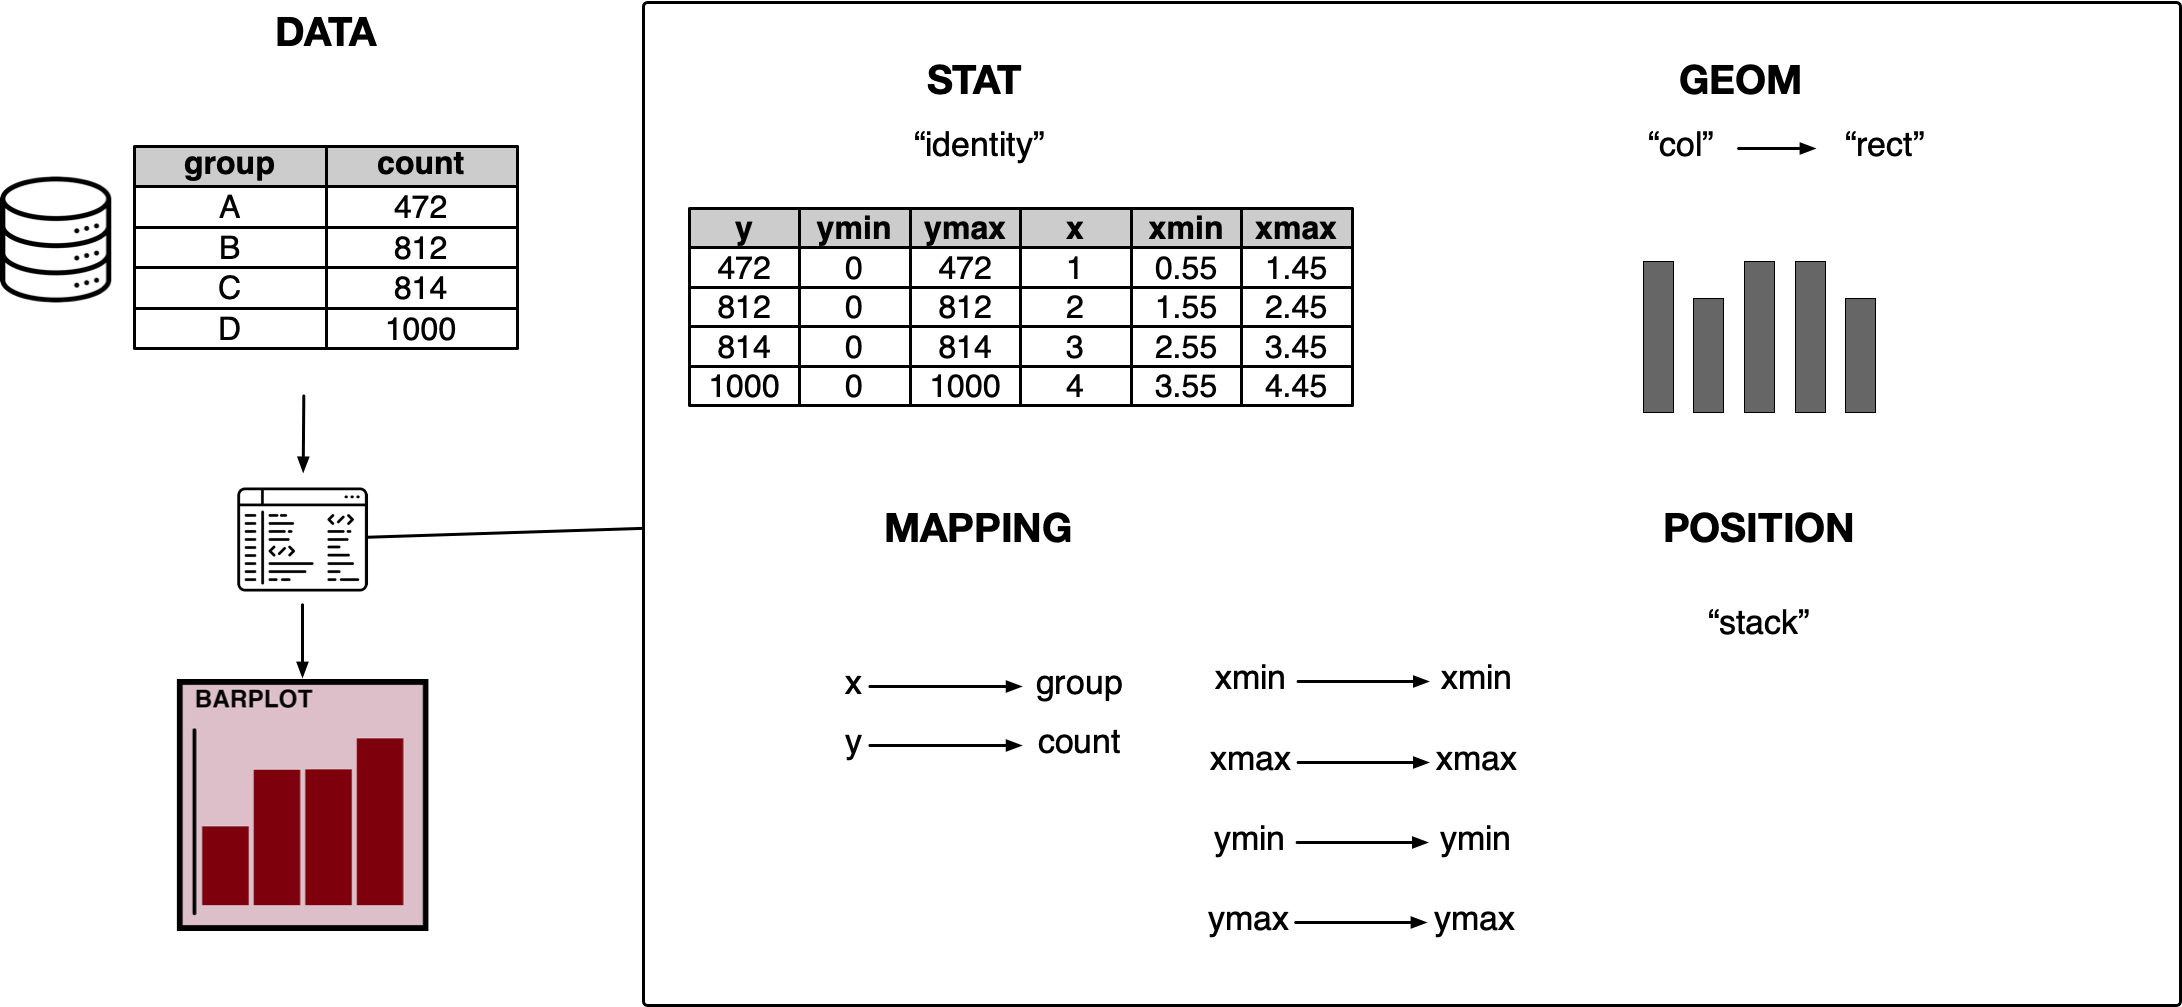 DATA
group count
A 472
B 812
C 814
D 1000
BARPLOT
STAT
“identity”
y ymin ymax x xmin xmax
472 0 472 1 0.55 1.45
812 0 812 2 1.55 2.45
814 0 814 3 2.55 3.45
1000 0 1000 4 3.55 4.45
GEOM
“col” “rect”
MAPPING
x group
y count
xmin xmin
xmax xmax
ymin ymin
ymax ymax
POSITION
“stack”